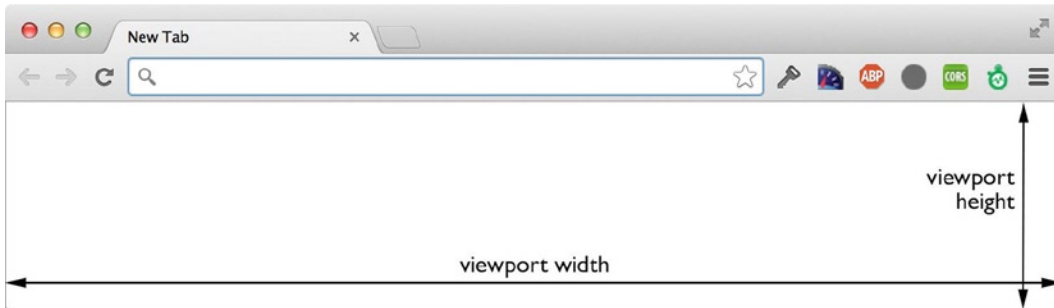 New Tab
ABP
CORS
viewport
height
viewport width